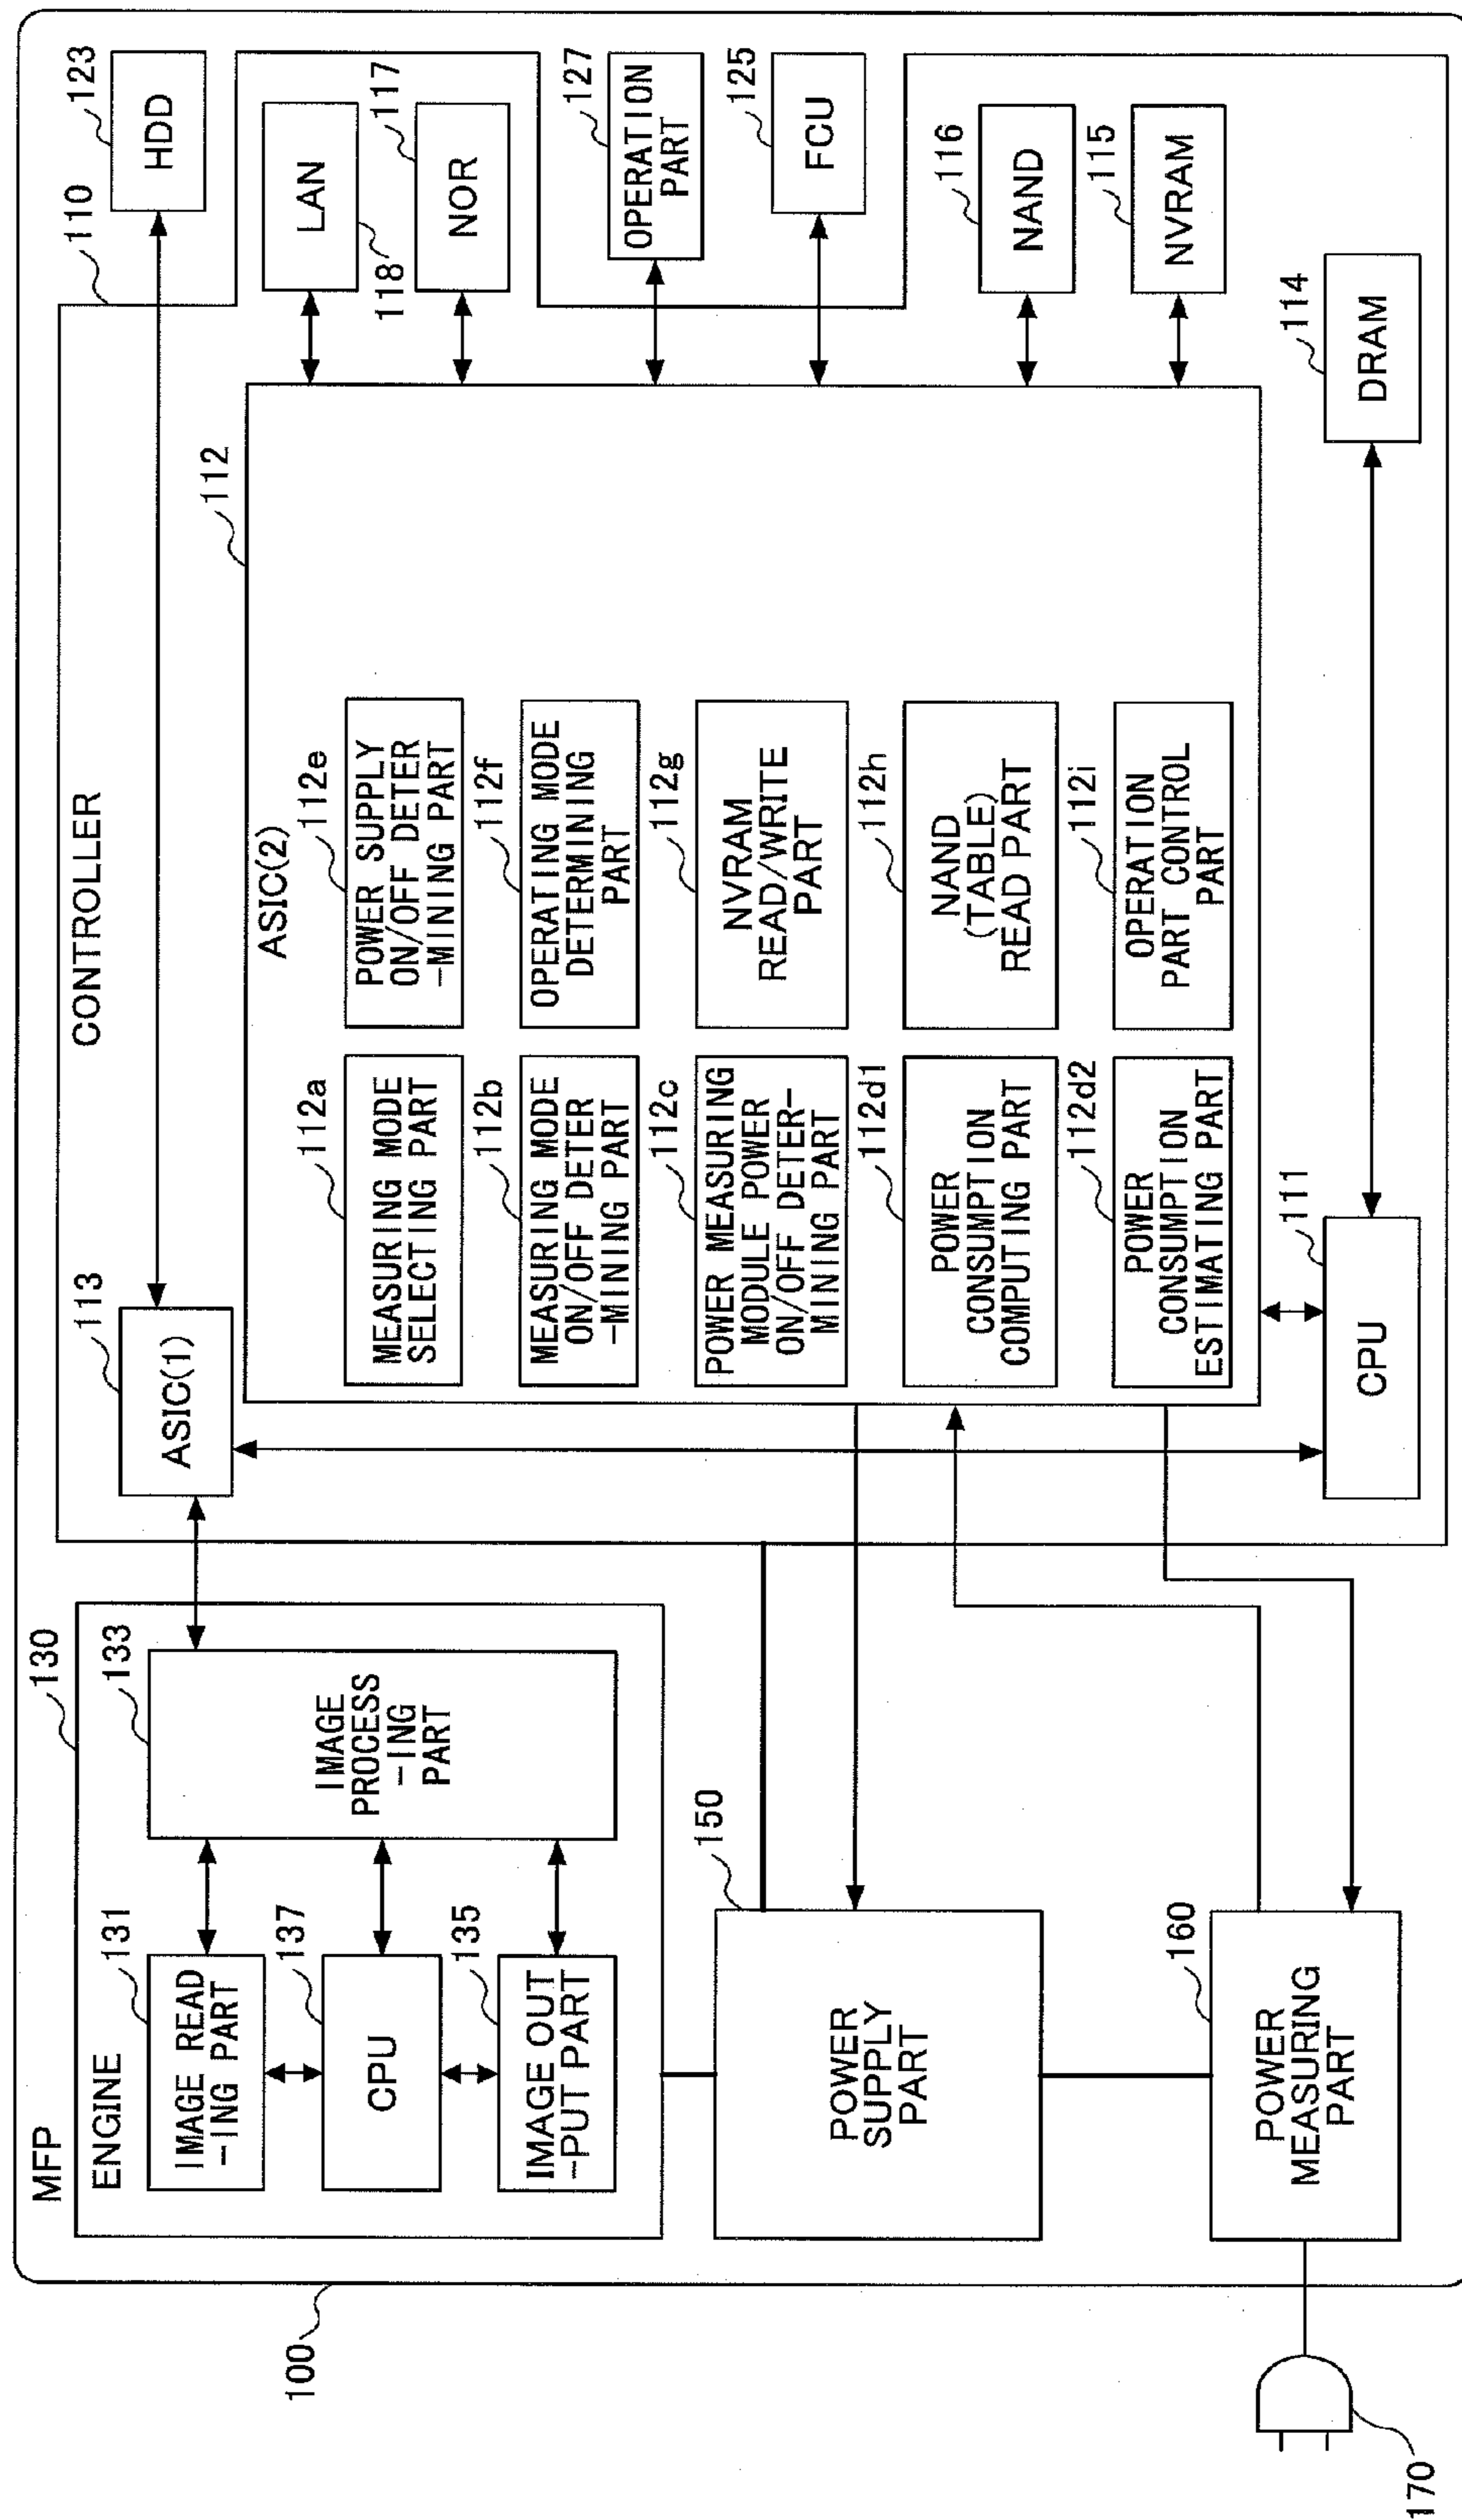 MFP
100
ENGINE
130
IMAGE READ
-ING PART
131
CPU
137
IMAGE OUT
-PUT PART
135
IMAGE
PROCESS
-ING
PART
133
POWER
SUPPLY
PART
150
POWER
MEASURING
PART
160
170
CONTROLLER
110
ASIC(1)
113
HDD
123
ASIC(2)
112
MEASURING MODE
SELECTING PART
112a
MEASURING MODE
ON/OFF DETER
-MINING PART
112b
POWER MEASURING
MODULE POWER
ON/OFF DETER-
MINING PART
112c
POWER
CONSUMPTION
COMPUTING PART
112d1
POWER
CONSUMPTION
ESTIMATING PART
112d2
POWER SUPPLY
ON/OFF DETER
-MINING PART
112e
OPERATING MODE
DETERMINING
PART
112f
NVRAM
READ/WRITE
PART
112g
NAND
(TABLE)
READ PART
112h
OPERATION
PART CONTROL
PART
112i
LAN
118
NOR
117
OPERATION
PART
127
FCU
125
NAND
116
NVRAM
115
CPU
111
DRAM
114